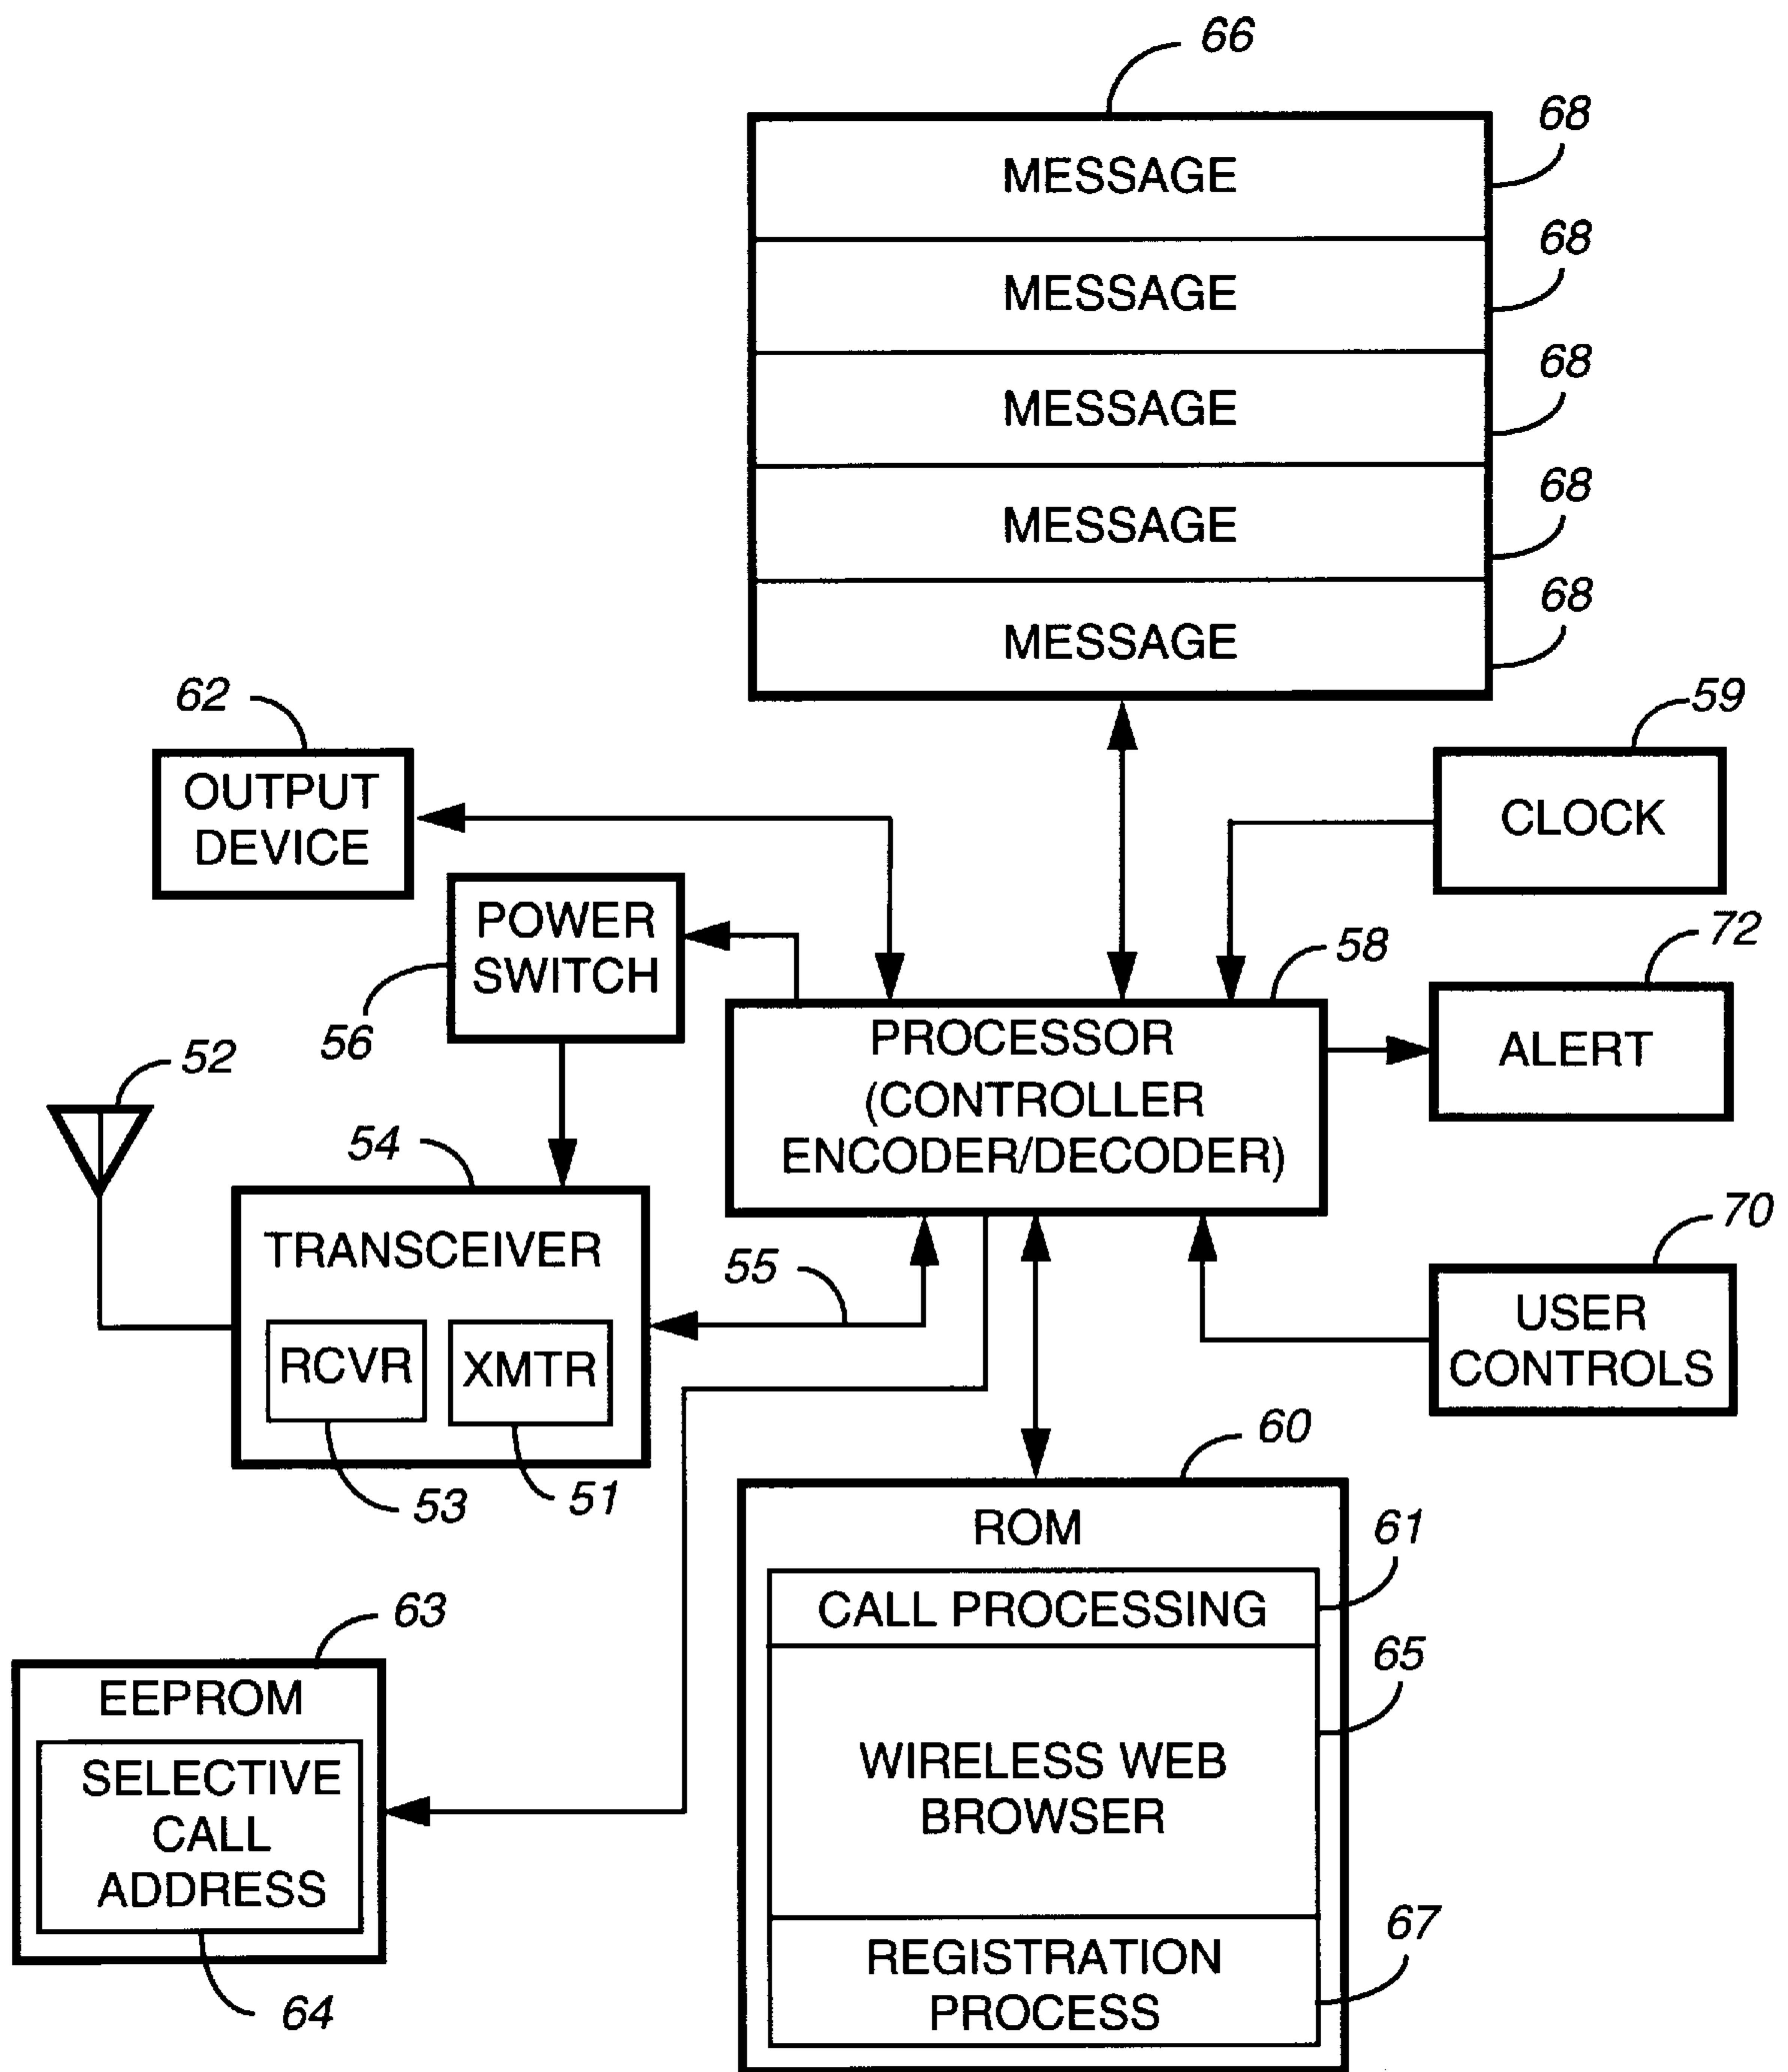 66
MESSAGE
68
MESSAGE
68
MESSAGE
68
MESSAGE
68
MESSAGE
68
62
OUTPUT
DEVICE
59
CLOCK
POWER
SWITCH
56
58
PROCESSOR
(CONTROLLER
ENCODER/DECODER)
72
ALERT
52
54
TRANSCEIVER
RCVR
XMTR
53
51
55
70
USER
CONTROLS
60
ROM
CALL PROCESSING
61
WIRELESS WEB
BROWSER
65
REGISTRATION
PROCESS
67
63
EEPROM
SELECTIVE
CALL
ADDRESS
64